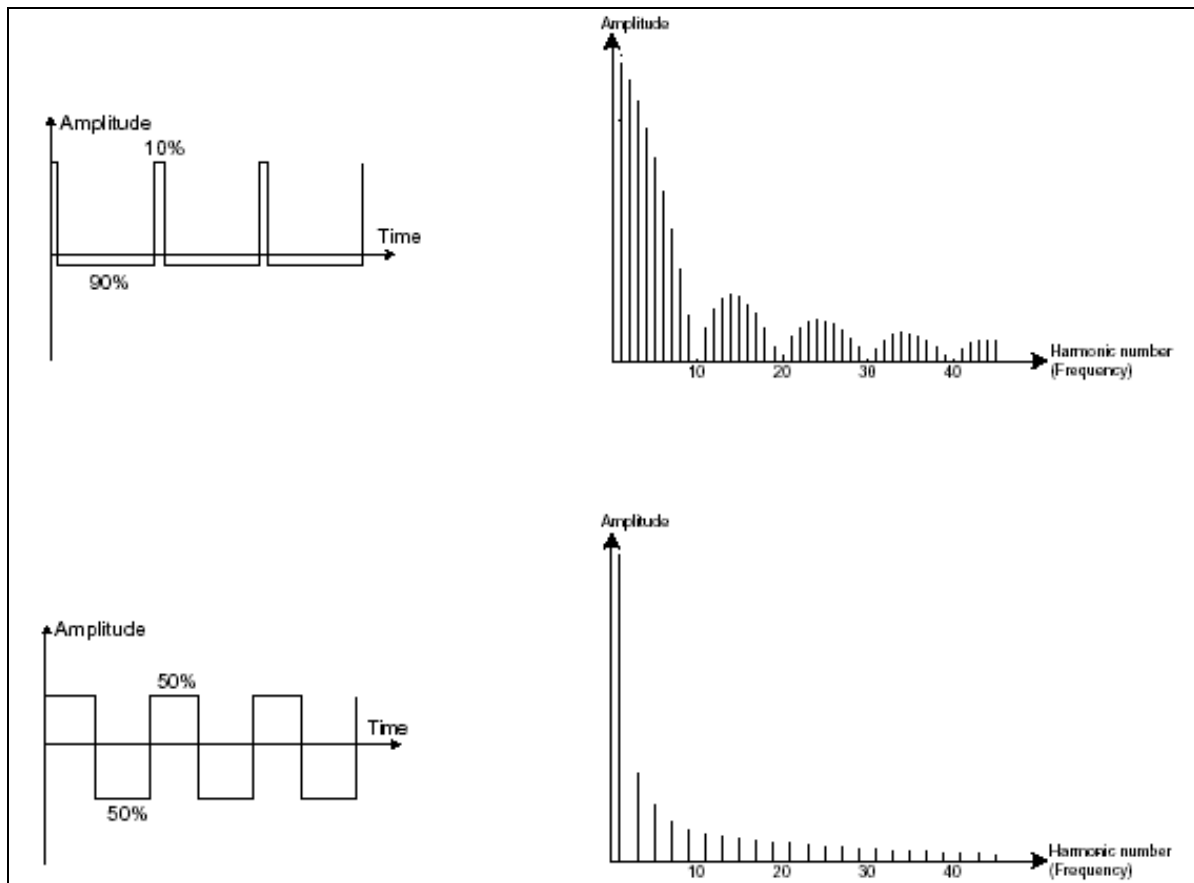 Amplitude
Amplitude
10%
Time
90%
10
20
30
40
Harmonic number
(Frequency)
Amplitude
Amplitude
50%
Time
50%
10
20
30
40
Harmonic number
(Frequency)